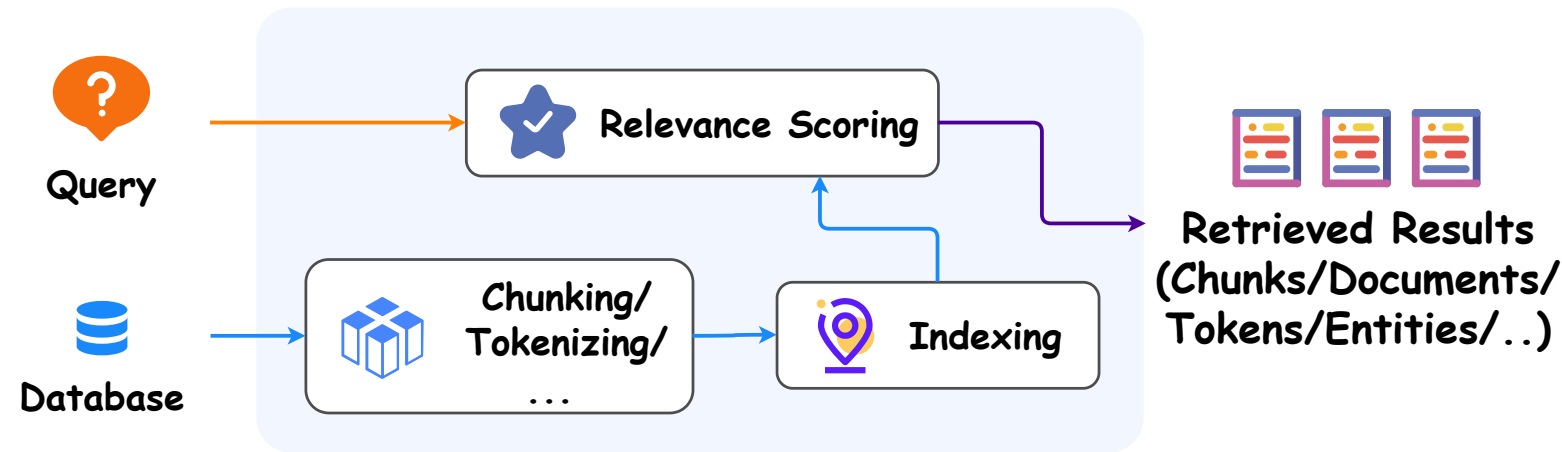 Query
Relevance Scoring
Database
Chunking/
Tokenizing/
...
Indexing
Retrieved Results
(Chunks/Documents/
Tokens/Entities/..)